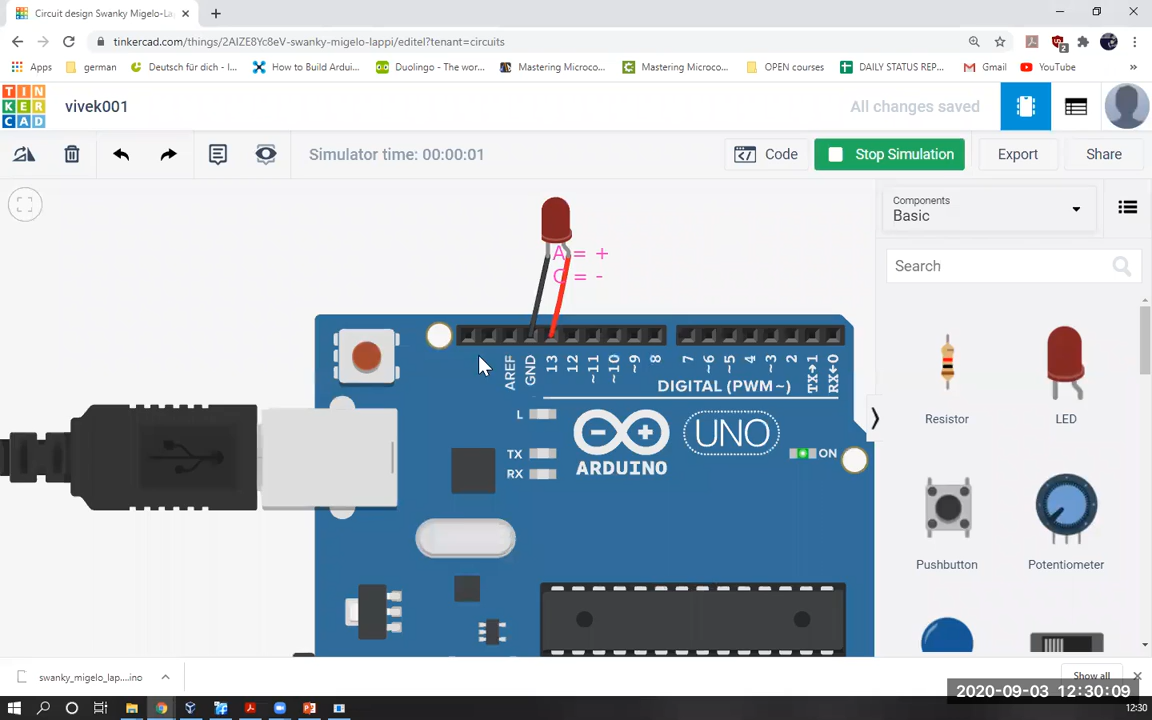 Circuit design Swanky Migelo-La
tinkercad.com/things/2AIZE8Yc8eV-swanky-migelo-lappi/editel?tenant=circuits
2
Apps
german
Deutsch für dich - I...
How to Build Ardui...
Duolingo - The wor...
Mastering Microco...
Mastering Microco...
OPEN courses
DAILY STATUS REP...
Gmail
YouTube
TIN
KER
CAD
vivek001
All changes saved
Simulator time: 00:00:01
Code
Stop Simulation
Export
Share
Components
Basic
Search
A = +
C = -
AREF
GND
13
12
~11
~10
~9
8
7
~6
~5
4
~3
2
TX→1
RX←0
DIGITAL (PWM~)
L
TX
RX
UNO
ARDUINO
ON
Resistor
LED
Pushbutton
Potentiometer
swanky_migelo_lap....ino
Show all
2020-09-03 12:30:09
12:30